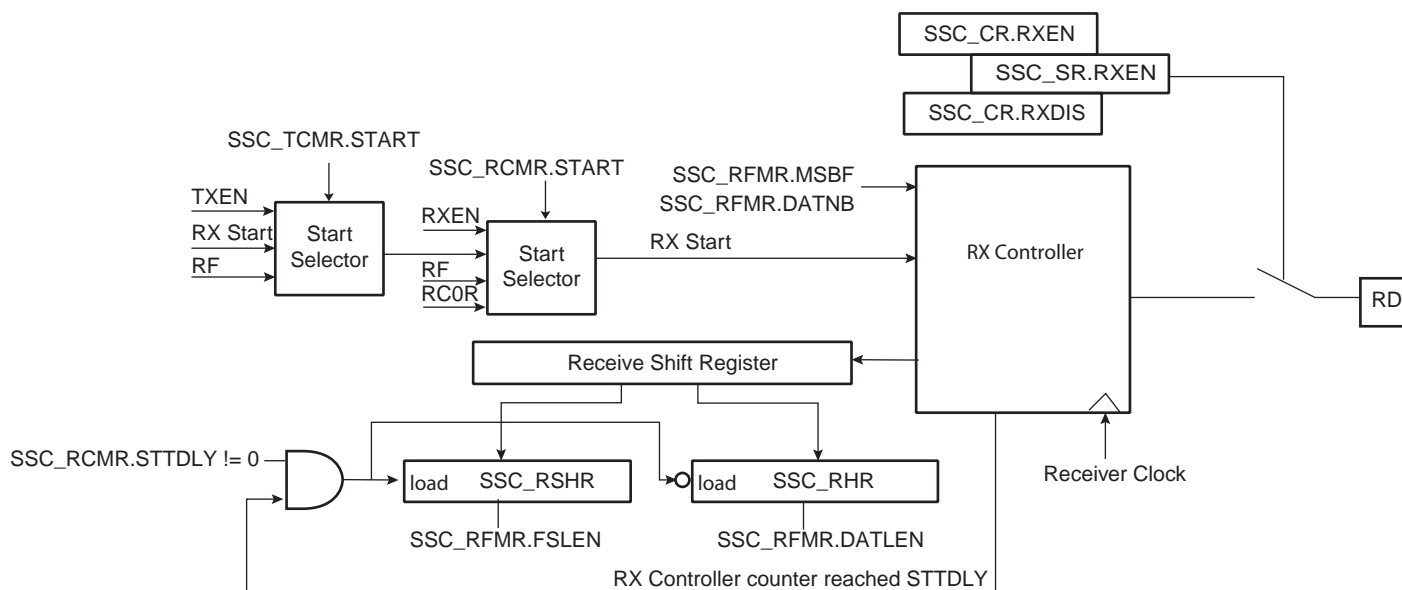 SSC_CR.RXEN
SSC_SR.RXEN
SSC_CR.RXDIS
SSC_TCMR.START
SSC_RCMR.START
SSC_RFMR.MSBF
SSC_RFMR.DATNB
TXEN
RX Start
RF
Start
Selector
RXEN
RF
RC0R
Start
Selector
RX Start
RX Controller
RD
Receive Shift Register
SSC_RCMR.STTDLY != 0
load
SSC_RSHR
load
SSC_RHR
Receiver Clock
SSC_RFMR.FSLEN
SSC_RFMR.DATLEN
RX Controller counter reached STTDLY